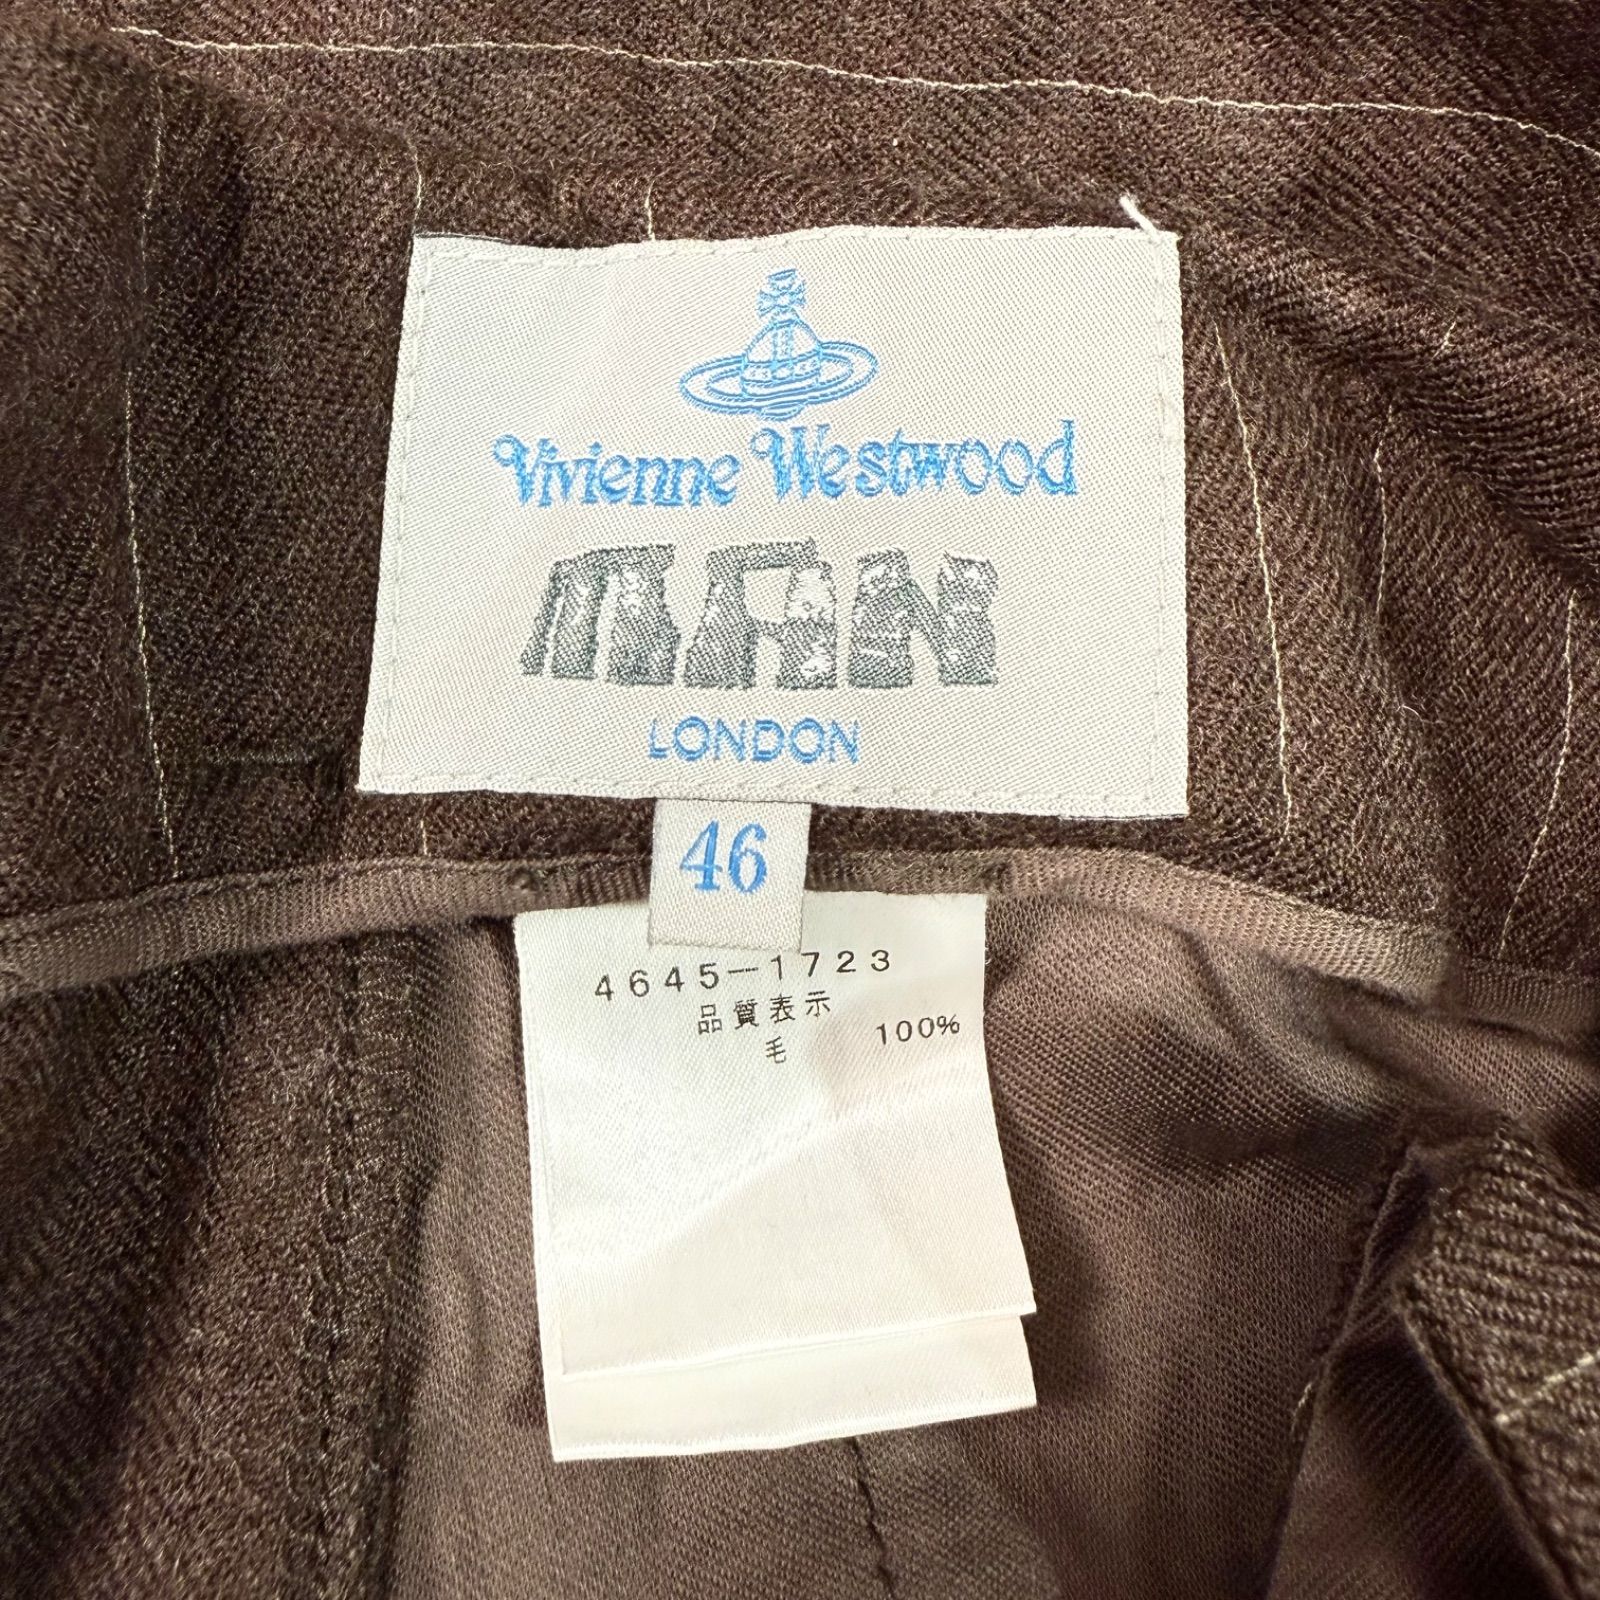 Vivienne Westwood
MAN
LONDON
46
4645-1723
品質表示
毛 100%